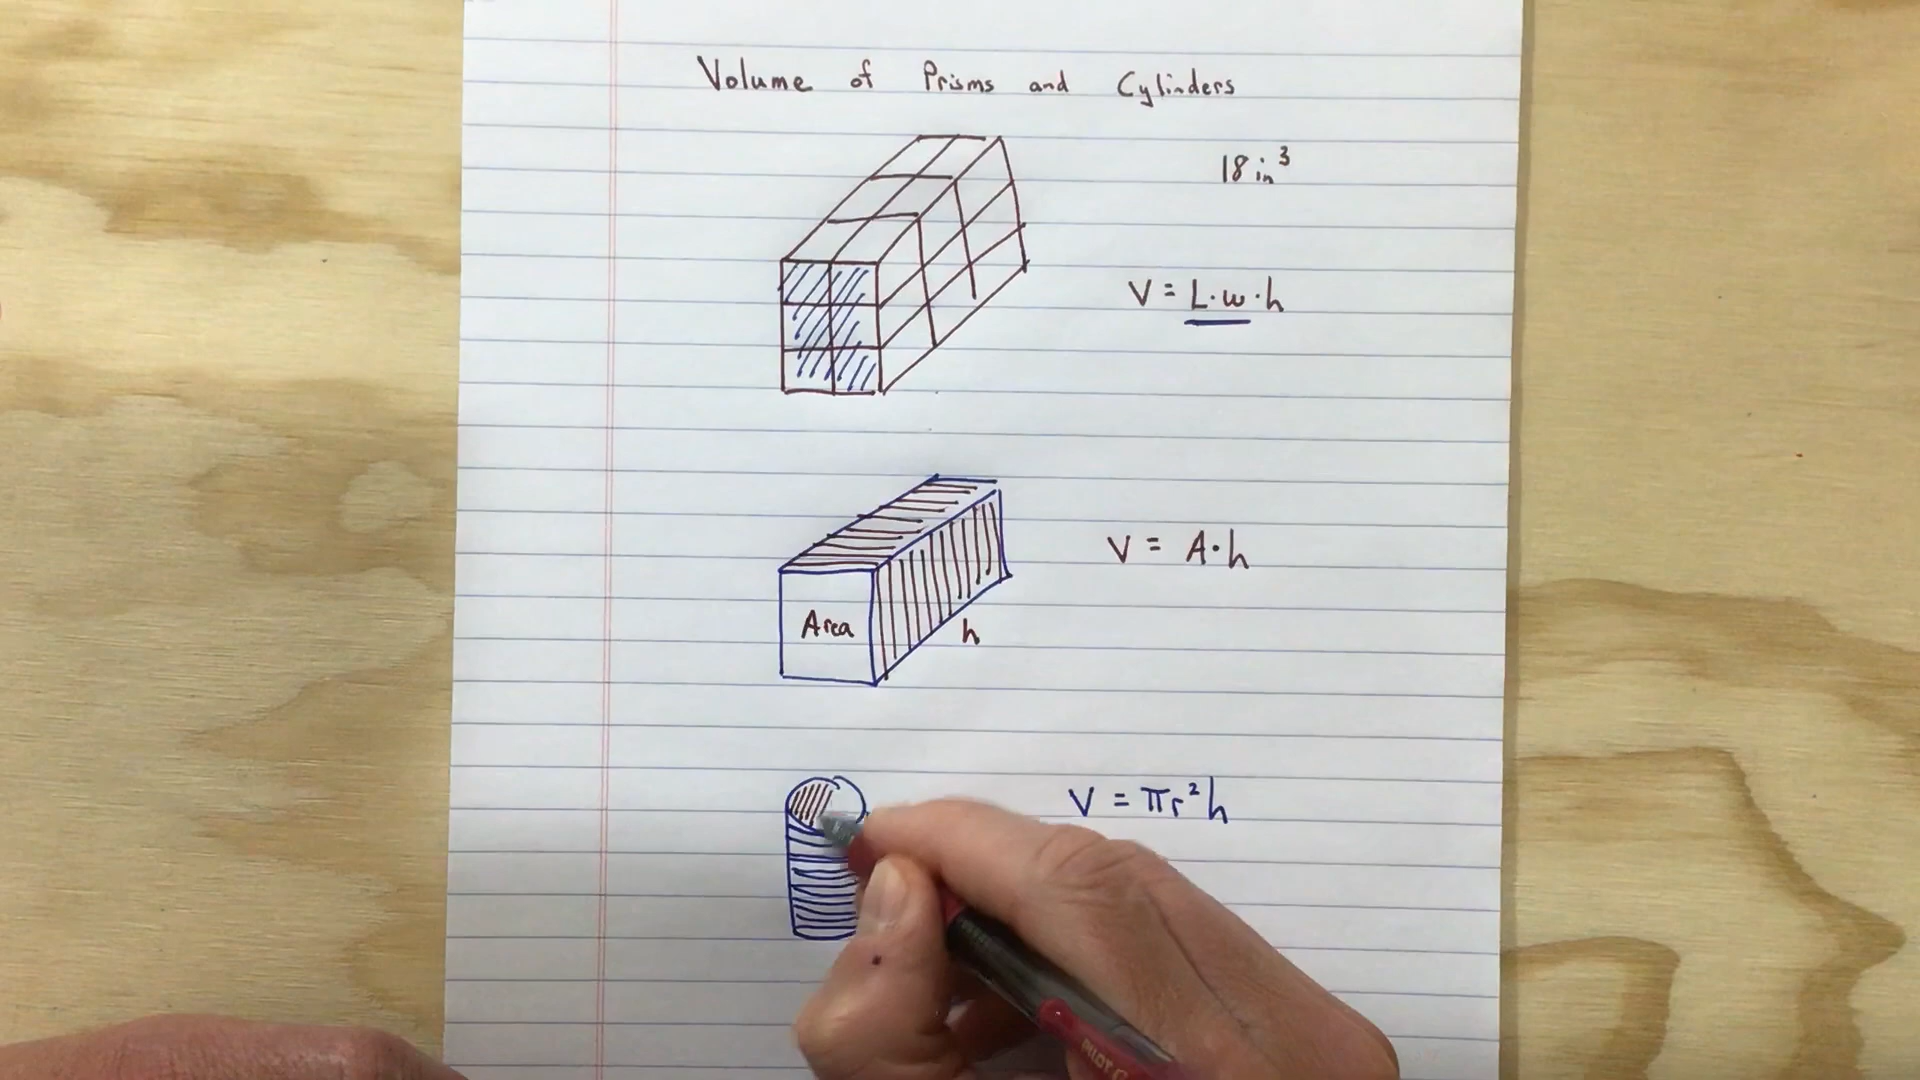 Volume of Prisms and Cylinders
18 in³
V = L·w·h
V = A·h
Area
h
V = πr²h
PILOT